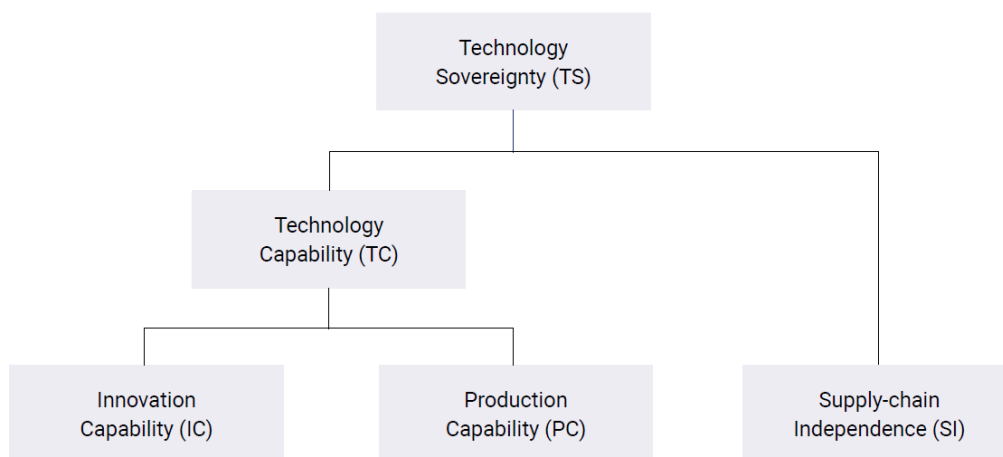 Technology
Sovereignty (TS)
Technology
Capability (TC)
Innovation
Capability (IC)
Production
Capability (PC)
Supply-chain
Independence (SI)